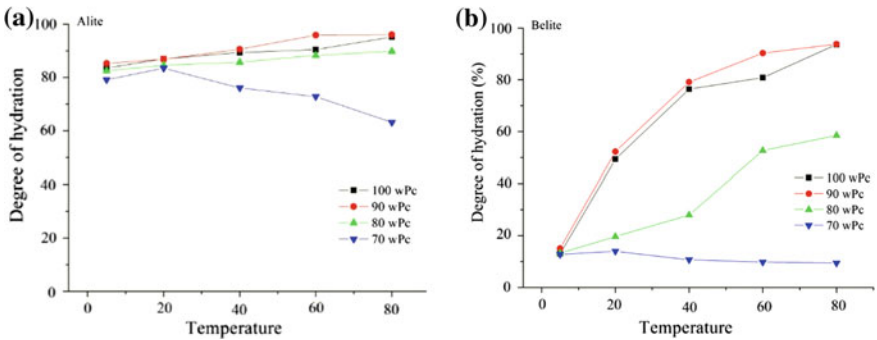 (a)
Alite
Degree of hydration
100
80
60
40
20
0
100 wPc
90 wPc
80 wPc
70 wPc
0 20 40 60 80
Temperature
(b)
Belite
Degree of hydration (%)
100
80
60
40
20
0
100 wPc
90 wPc
80 wPc
70 wPc
0 20 40 60 80
Temperature